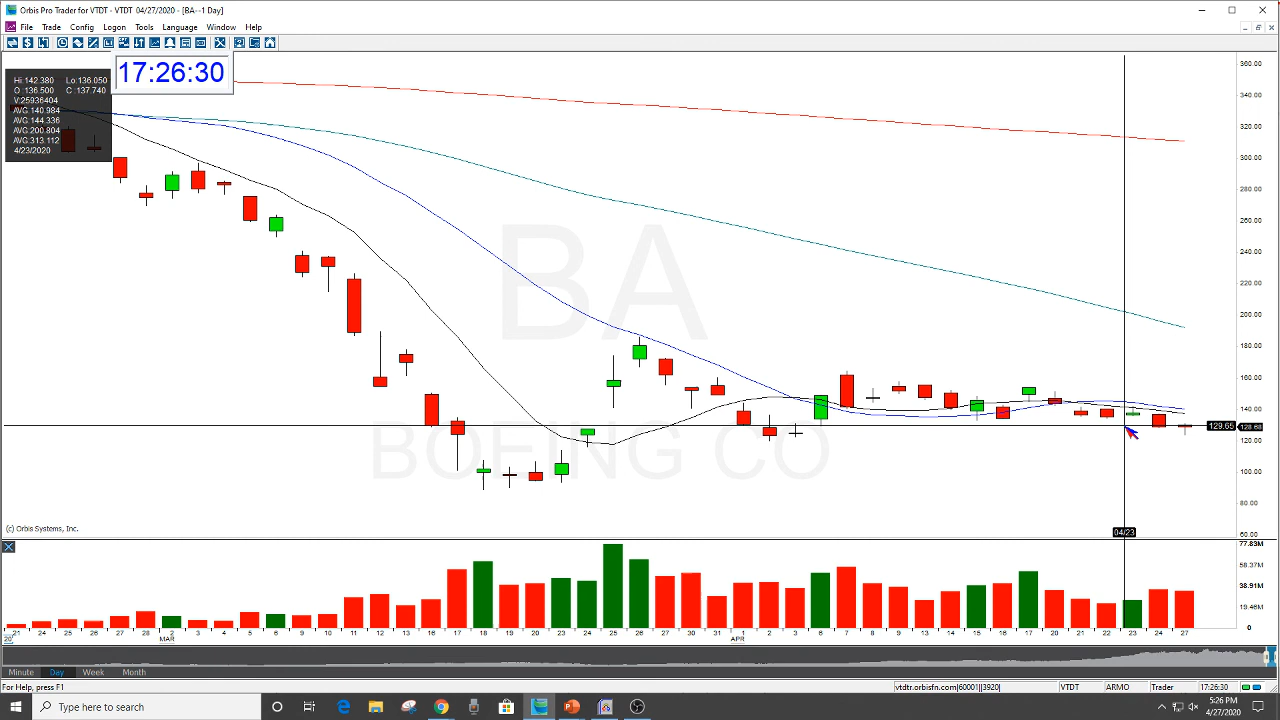 Orbis Pro Trader for VTDT - VTDT 04/27/2020 - [BA--1 Day]
File Trade Config Logon Tools Language Window Help
17:26:30
Hi:142.380 Lo:136.050
O :136.500 C :137.740
V:25936404
AVG:140.984
AVG:144.336
AVG:200.804
AVG:313.112
4/23/2020
360.00
340.00
320.00
300.00
280.00
260.00
240.00
220.00
200.00
180.00
160.00
140.00
129.65 128.68
120.00
100.00
80.00
60.00
BA
BOEING CO
(c) Orbis Systems, Inc.
04/23
77.83M
58.37M
38.91M
19.46M
0
21 24 25 26 27 28 2 3 4 5 6 9 10 11 12 13 16 17 18 19 20 23 24 25 26 27 30 31 1 2 3 6 7 8 9 13 14 15 16 17 20 21 22 23 24 27
20 MAR APR
Minute Day Week Month
For Help, press F1
vtdtr.orbisfn.com|60001||3920| VTDT ARMO Trader 17:26:30
Type here to search
5:26 PM
4/27/2020